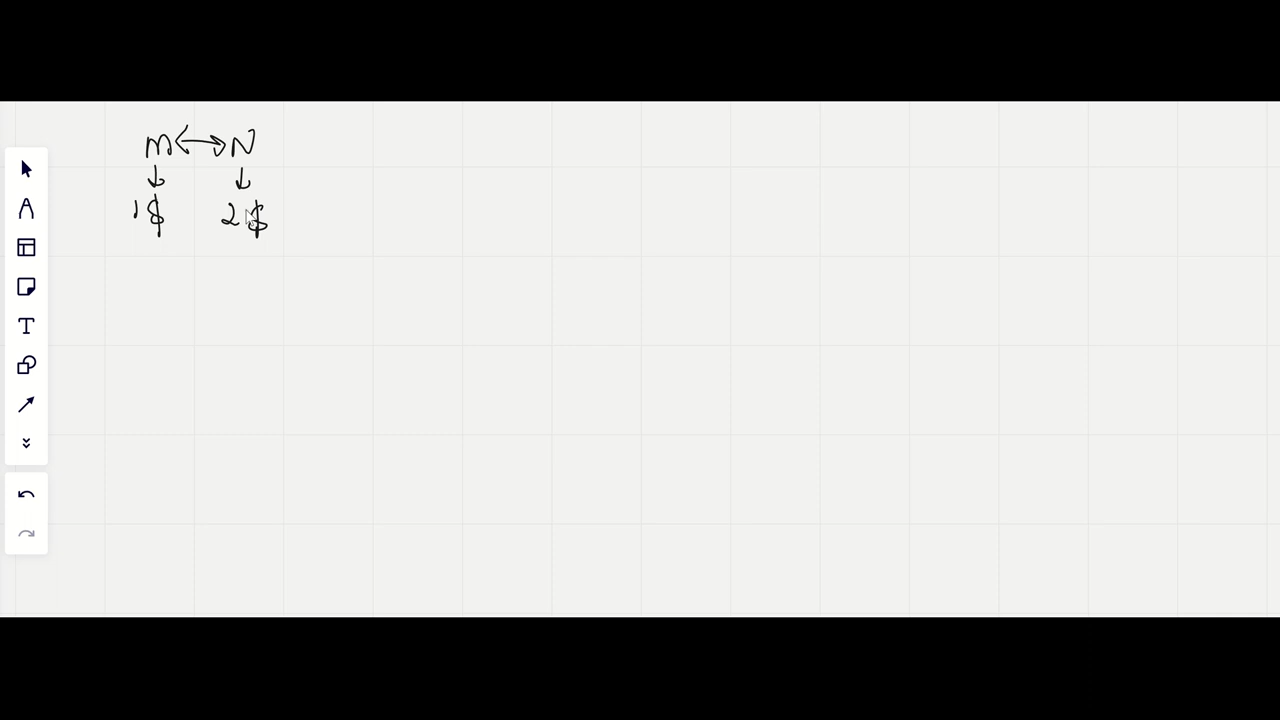 M ↔ N
↓ ↓
1$ 2$